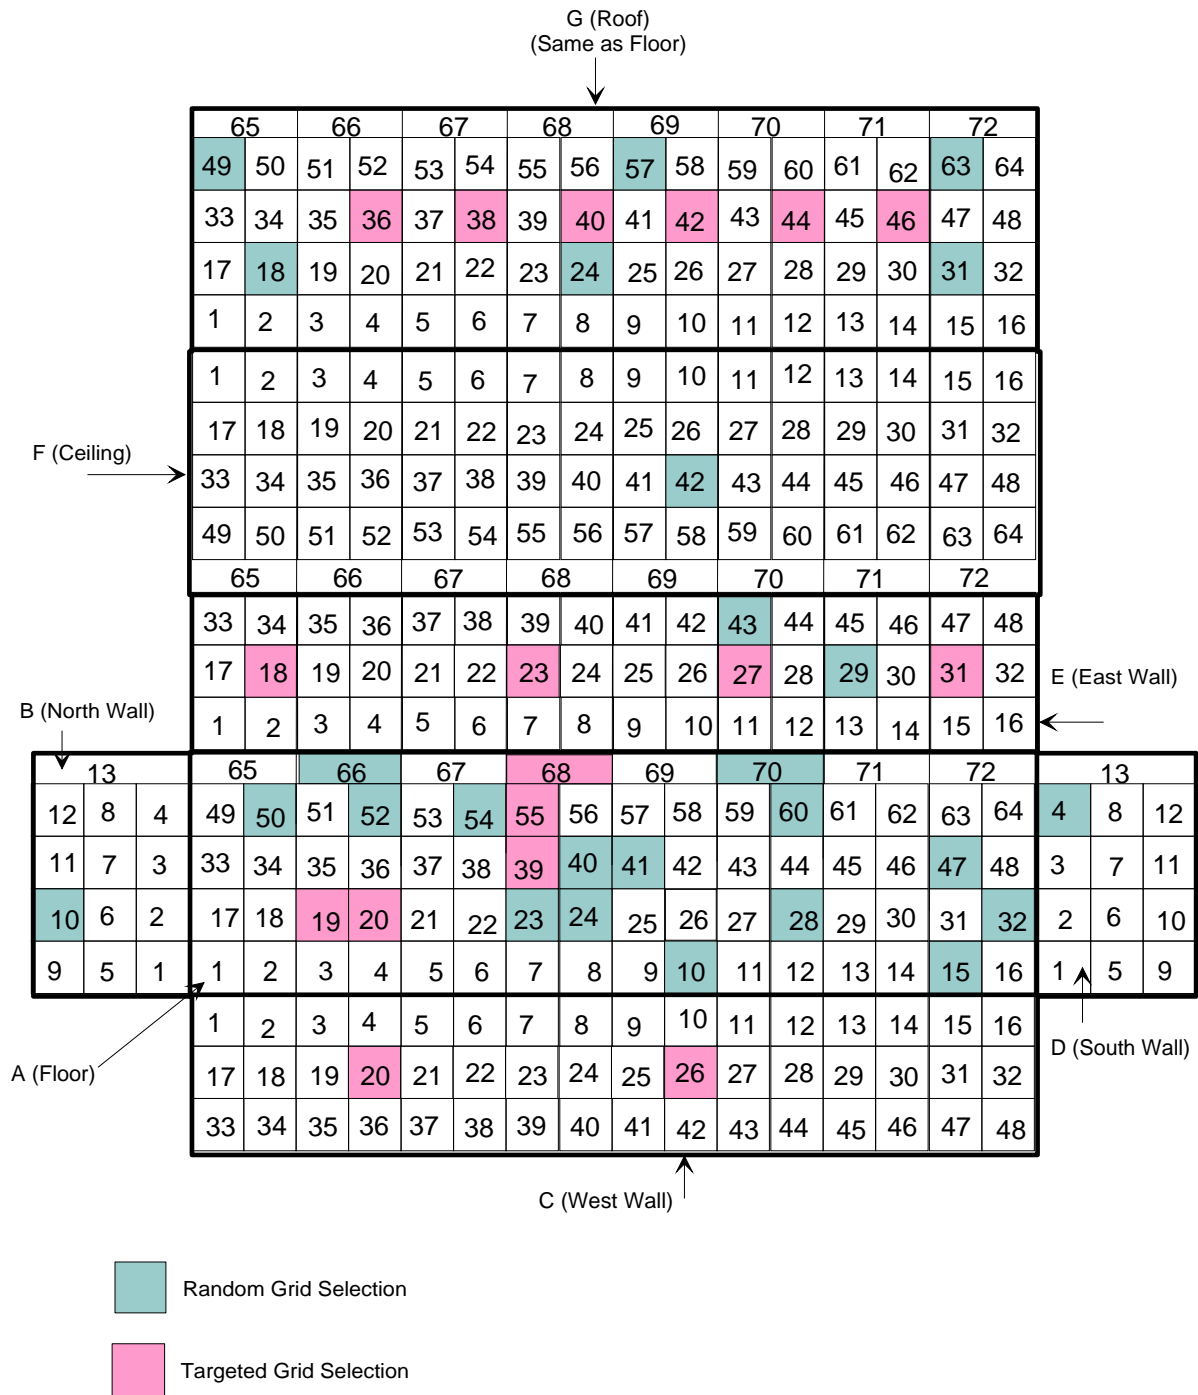 G (Roof)
(Same as Floor)
65 66 67 68 69 70 71 72
49 50 51 52 53 54 55 56 57 58 59 60 61 62 63 64
33 34 35 36 37 38 39 40 41 42 43 44 45 46 47 48
17 18 19 20 21 22 23 24 25 26 27 28 29 30 31 32
1 2 3 4 5 6 7 8 9 10 11 12 13 14 15 16
1 2 3 4 5 6 7 8 9 10 11 12 13 14 15 16
17 18 19 20 21 22 23 24 25 26 27 28 29 30 31 32
F (Ceiling)
33 34 35 36 37 38 39 40 41 42 43 44 45 46 47 48
49 50 51 52 53 54 55 56 57 58 59 60 61 62 63 64
65 66 67 68 69 70 71 72
33 34 35 36 37 38 39 40 41 42 43 44 45 46 47 48
17 18 19 20 21 22 23 24 25 26 27 28 29 30 31 32
E (East Wall)
B (North Wall)
1 2 3 4 5 6 7 8 9 10 11 12 13 14 15 16
13 65 66 67 68 69 70 71 72 13
12 8 4 49 50 51 52 53 54 55 56 57 58 59 60 61 62 63 64 4 8 12
11 7 3 33 34 35 36 37 38 39 40 41 42 43 44 45 46 47 48 3 7 11
10 6 2 17 18 19 20 21 22 23 24 25 26 27 28 29 30 31 32 2 6 10
9 5 1 1 2 3 4 5 6 7 8 9 10 11 12 13 14 15 16 1 5 9
1 2 3 4 5 6 7 8 9 10 11 12 13 14 15 16
D (South Wall)
A (Floor)
17 18 19 20 21 22 23 24 25 26 27 28 29 30 31 32
33 34 35 36 37 38 39 40 41 42 43 44 45 46 47 48
C (West Wall)
Random Grid Selection
Targeted Grid Selection